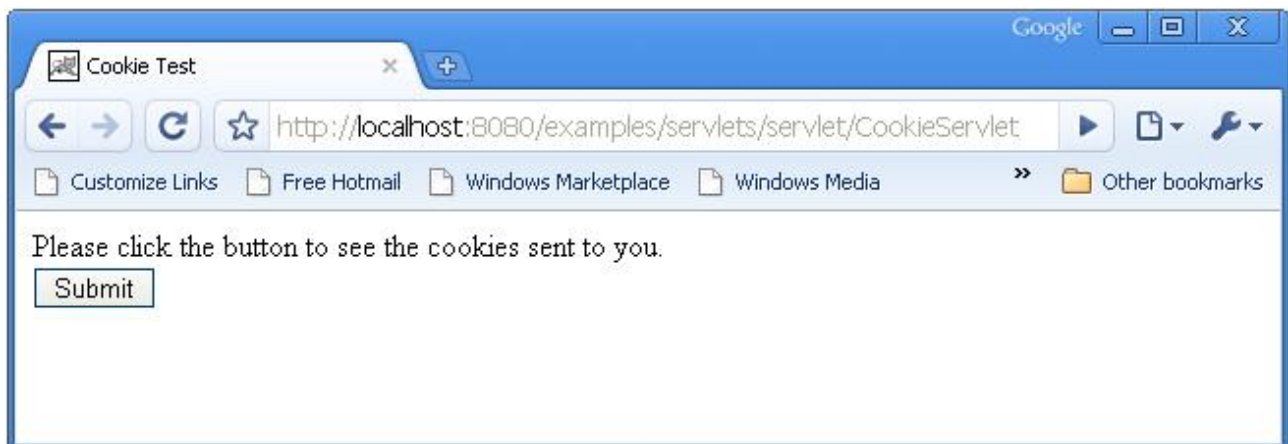 Google
Cookie Test
http://localhost:8080/examples/servlets/servlet/CookieServlet
Customize Links Free Hotmail Windows Marketplace Windows Media » Other bookmarks
Please click the button to see the cookies sent to you.
Submit